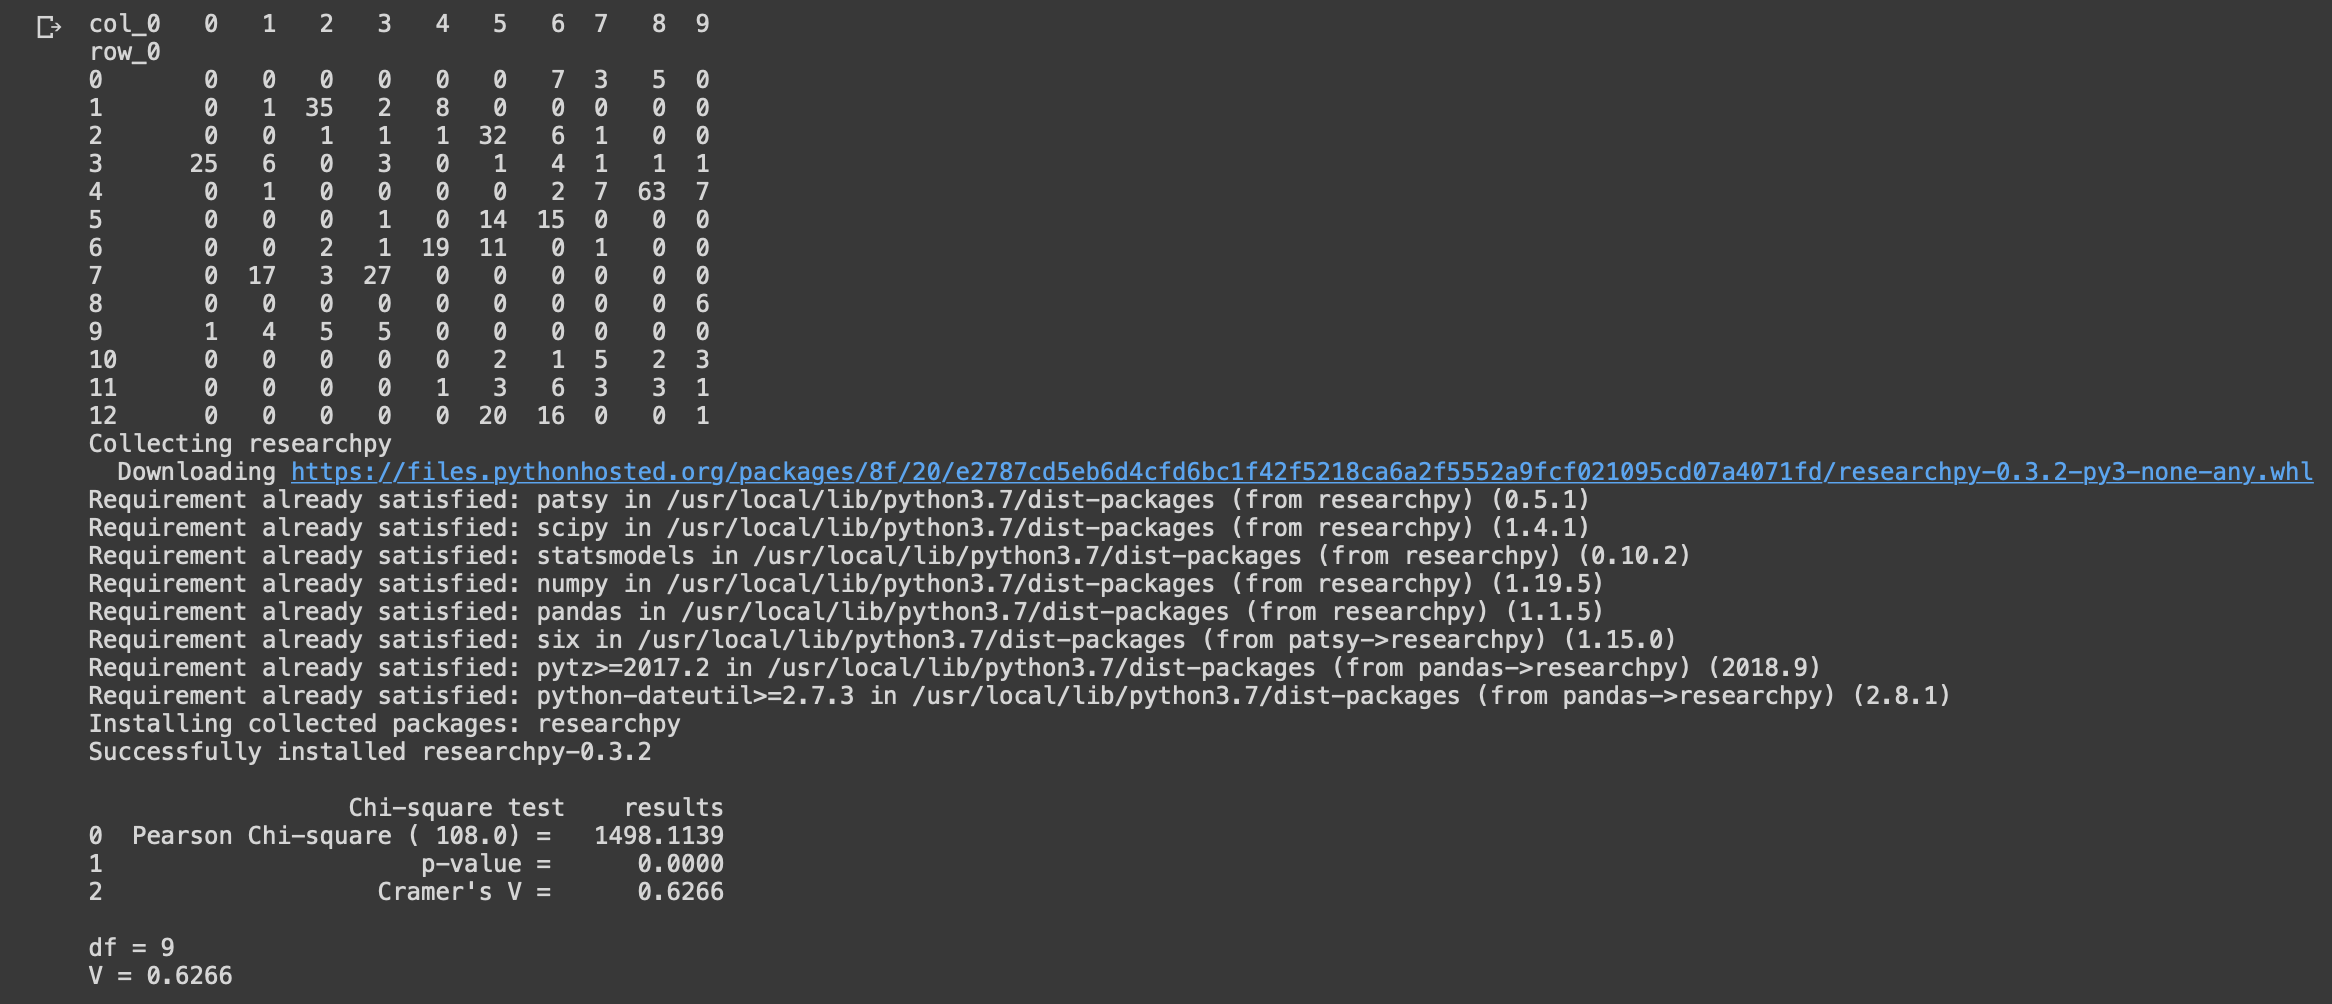 col_0 0 1 2 3 4 5 6 7 8 9
row_0
0 0 0 0 0 0 0 7 3 5 0
1 0 1 35 2 8 0 0 0 0 0
2 0 0 1 1 1 32 6 1 0 0
3 25 6 0 3 0 1 4 1 1 1
4 0 1 0 0 0 0 2 7 63 7
5 0 0 0 1 0 14 15 0 0 0
6 0 0 2 1 19 11 0 1 0 0
7 0 17 3 27 0 0 0 0 0 0
8 0 0 0 0 0 0 0 0 0 6
9 1 4 5 5 0 0 0 0 0 0
10 0 0 0 0 0 2 1 5 2 3
11 0 0 0 0 1 3 6 3 3 1
12 0 0 0 0 0 20 16 0 0 1
Collecting researchpy
Downloading https://files.pythonhosted.org/packages/8f/20/e2787cd5eb6d4cfd6bc1f42f5218ca6a2f5552a9fcf021095cd07a4071fd/researchpy-0.3.2-py3-none-any.whl
Requirement already satisfied: patsy in /usr/local/lib/python3.7/dist-packages (from researchpy) (0.5.1)
Requirement already satisfied: scipy in /usr/local/lib/python3.7/dist-packages (from researchpy) (1.4.1)
Requirement already satisfied: statsmodels in /usr/local/lib/python3.7/dist-packages (from researchpy) (0.10.2)
Requirement already satisfied: numpy in /usr/local/lib/python3.7/dist-packages (from researchpy) (1.19.5)
Requirement already satisfied: pandas in /usr/local/lib/python3.7/dist-packages (from researchpy) (1.1.5)
Requirement already satisfied: six in /usr/local/lib/python3.7/dist-packages (from patsy->researchpy) (1.15.0)
Requirement already satisfied: pytz>=2017.2 in /usr/local/lib/python3.7/dist-packages (from pandas->researchpy) (2018.9)
Requirement already satisfied: python-dateutil>=2.7.3 in /usr/local/lib/python3.7/dist-packages (from pandas->researchpy) (2.8.1)
Installing collected packages: researchpy
Successfully installed researchpy-0.3.2
Chi-square test results
0 Pearson Chi-square ( 108.0) = 1498.1139
1 p-value = 0.0000
2 Cramer's V = 0.6266
df = 9
V = 0.6266